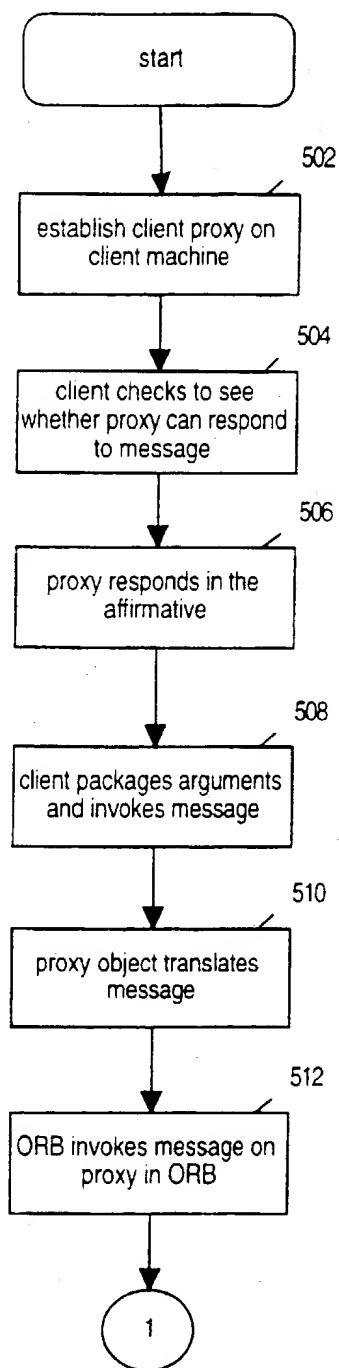 start
502
establish client proxy on
client machine
504
client checks to see
whether proxy can respond
to message
506
proxy responds in the
affirmative
508
client packages arguments
and invokes message
510
proxy object translates
message
512
ORB invokes message on
proxy in ORB
1